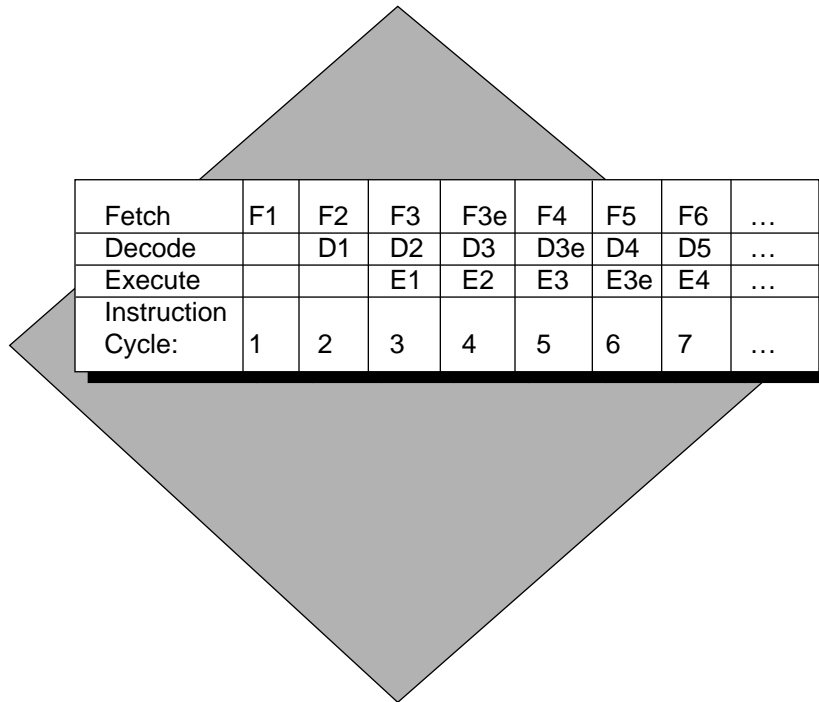 Fetch F1 F2 F3 F3e F4 F5 F6 …
Decode D1 D2 D3 D3e D4 D5 …
Execute E1 E2 E3 E3e E4 …
Instruction
Cycle: 1 2 3 4 5 6 7 …